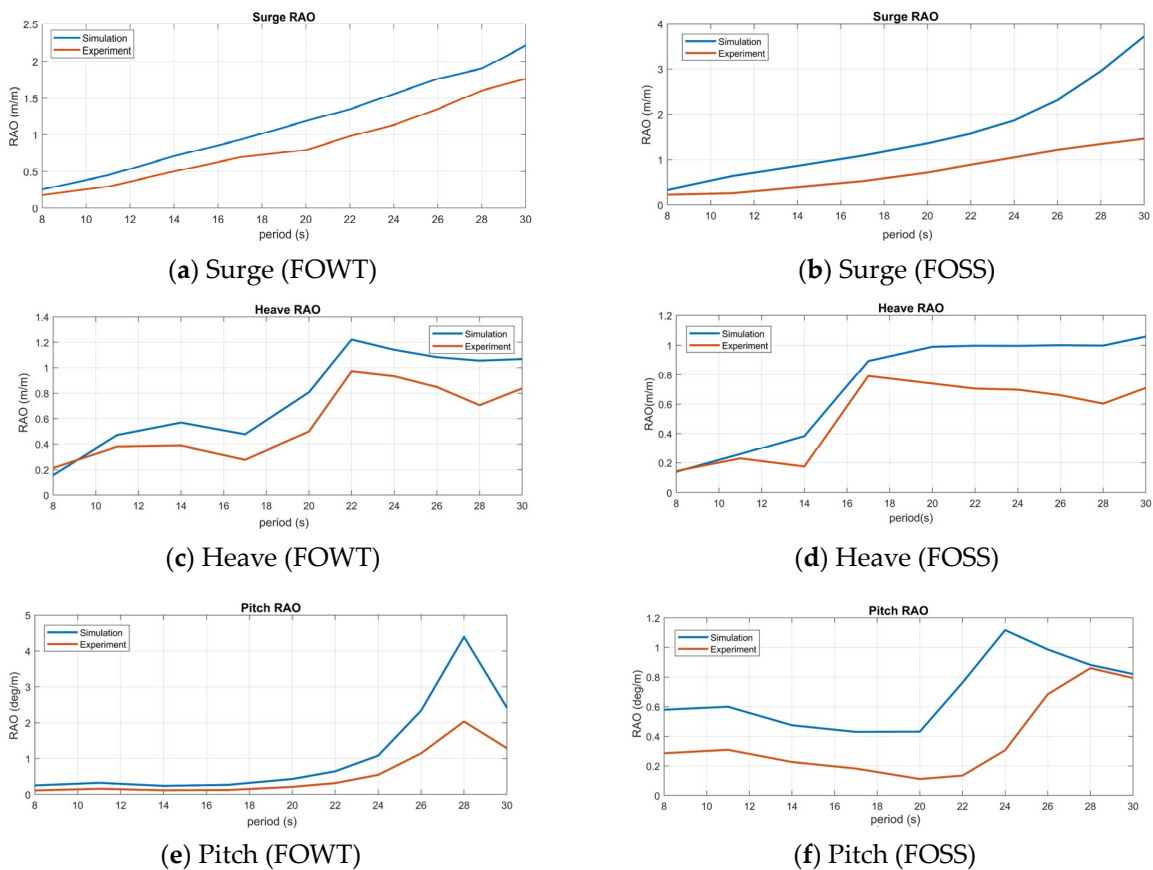 Surge RAO
2.5
2
1.5
1
0.5
0
RAO (m/m)
Simulation
Experiment
8 10 12 14 16 18 20 22 24 26 28 30
period (s)
(a) Surge (FOWT)
Surge RAO
4
3
2
1
0
RAO (m/m)
Simulation
Experiment
8 10 12 14 16 18 20 22 24 26 28 30
period (s)
(b) Surge (FOSS)
Heave RAO
1.4
1.2
1
0.8
0.6
0.4
0.2
0
RAO (m/m)
Simulation
Experiment
8 10 12 14 16 18 20 22 24 26 28 30
period (s)
(c) Heave (FOWT)
Heave RAO
1.2
1
0.8
0.6
0.4
0.2
0
RAO(m/m)
Simulation
Experiment
8 10 12 14 16 18 20 22 24 26 28 30
period(s)
(d) Heave (FOSS)
Pitch RAO
5
4
3
2
1
0
RAO (deg/m)
Simulation
Experiment
8 10 12 14 16 18 20 22 24 26 28 30
period (s)
(e) Pitch (FOWT)
Pitch RAO
1.2
1
0.8
0.6
0.4
0.2
0
RAO (deg/m)
Simulation
Experiment
8 10 12 14 16 18 20 22 24 26 28 30
period (s)
(f) Pitch (FOSS)